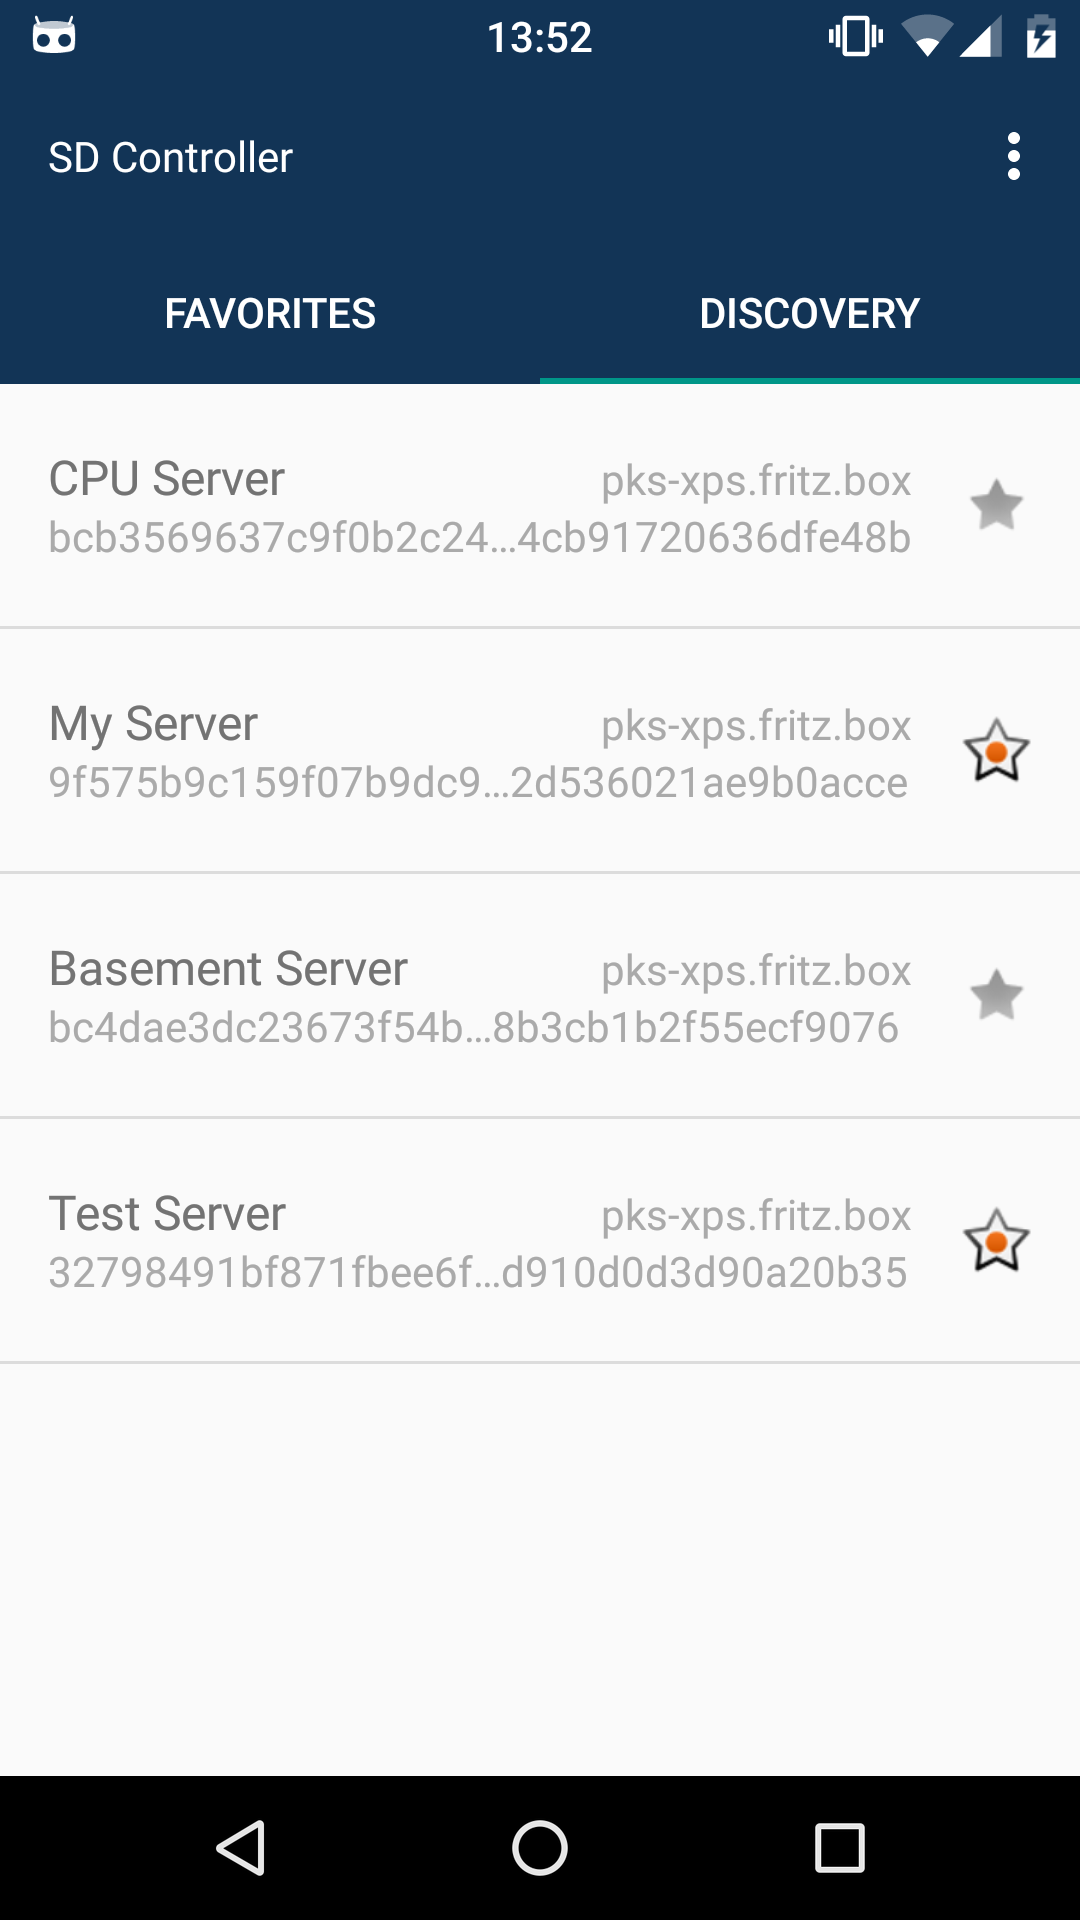 13:52
SD Controller
FAVORITES DISCOVERY
CPU Server pks-xps.fritz.box
bcb3569637c9f0b2c24...4cb91720636dfe48b
My Server pks-xps.fritz.box
9f575b9c159f07b9dc9...2d536021ae9b0acce
Basement Server pks-xps.fritz.box
bc4dae3dc23673f54b...8b3cb1b2f55ecf9076
Test Server pks-xps.fritz.box
32798491bf871fbee6f...d910d0d3d90a20b35